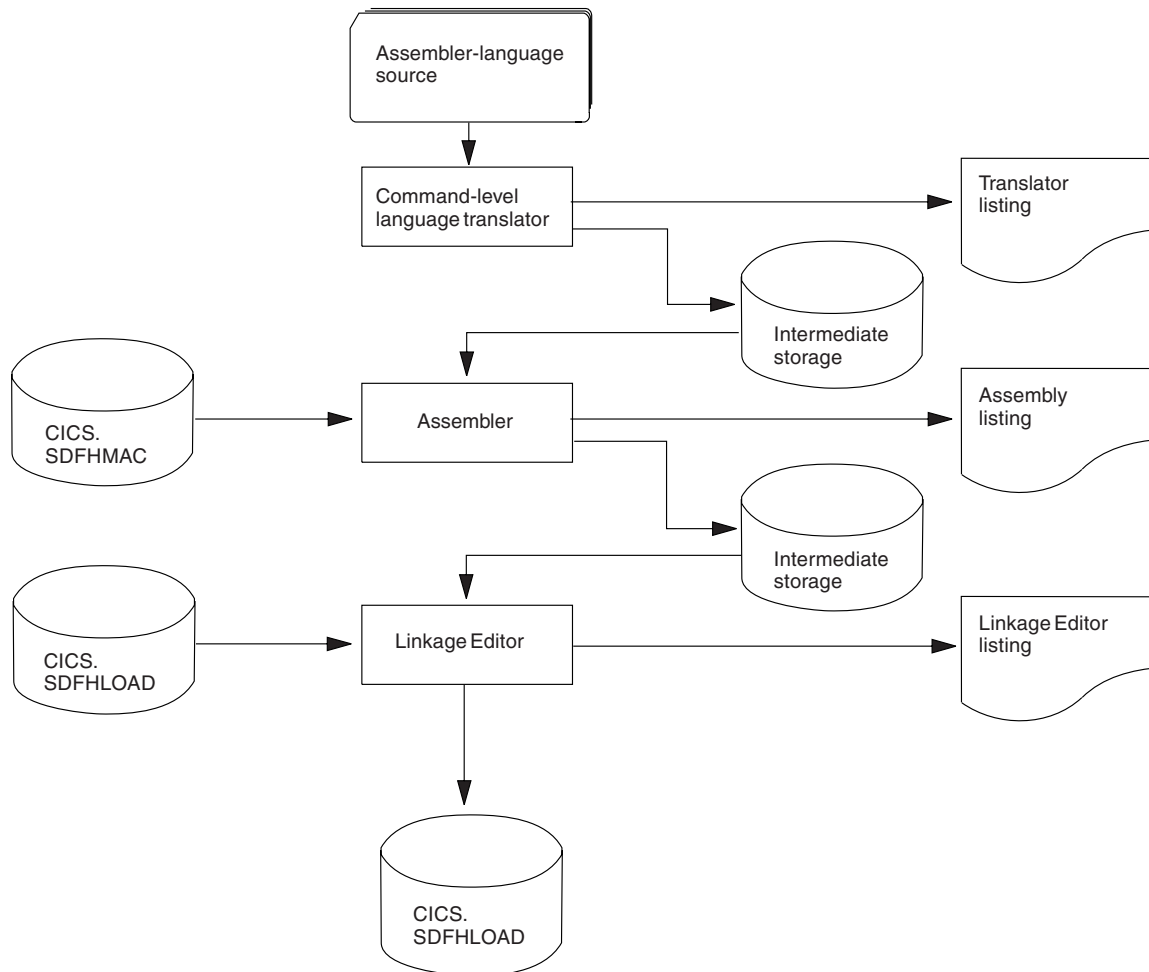 Assembler-language
source
Command-level
language translator
Translator
listing
Intermediate
storage
CICS.
SDFHMAC
Assembler
Assembly
listing
Intermediate
storage
CICS.
SDFHLOAD
Linkage Editor
Linkage Editor
listing
CICS.
SDFHLOAD